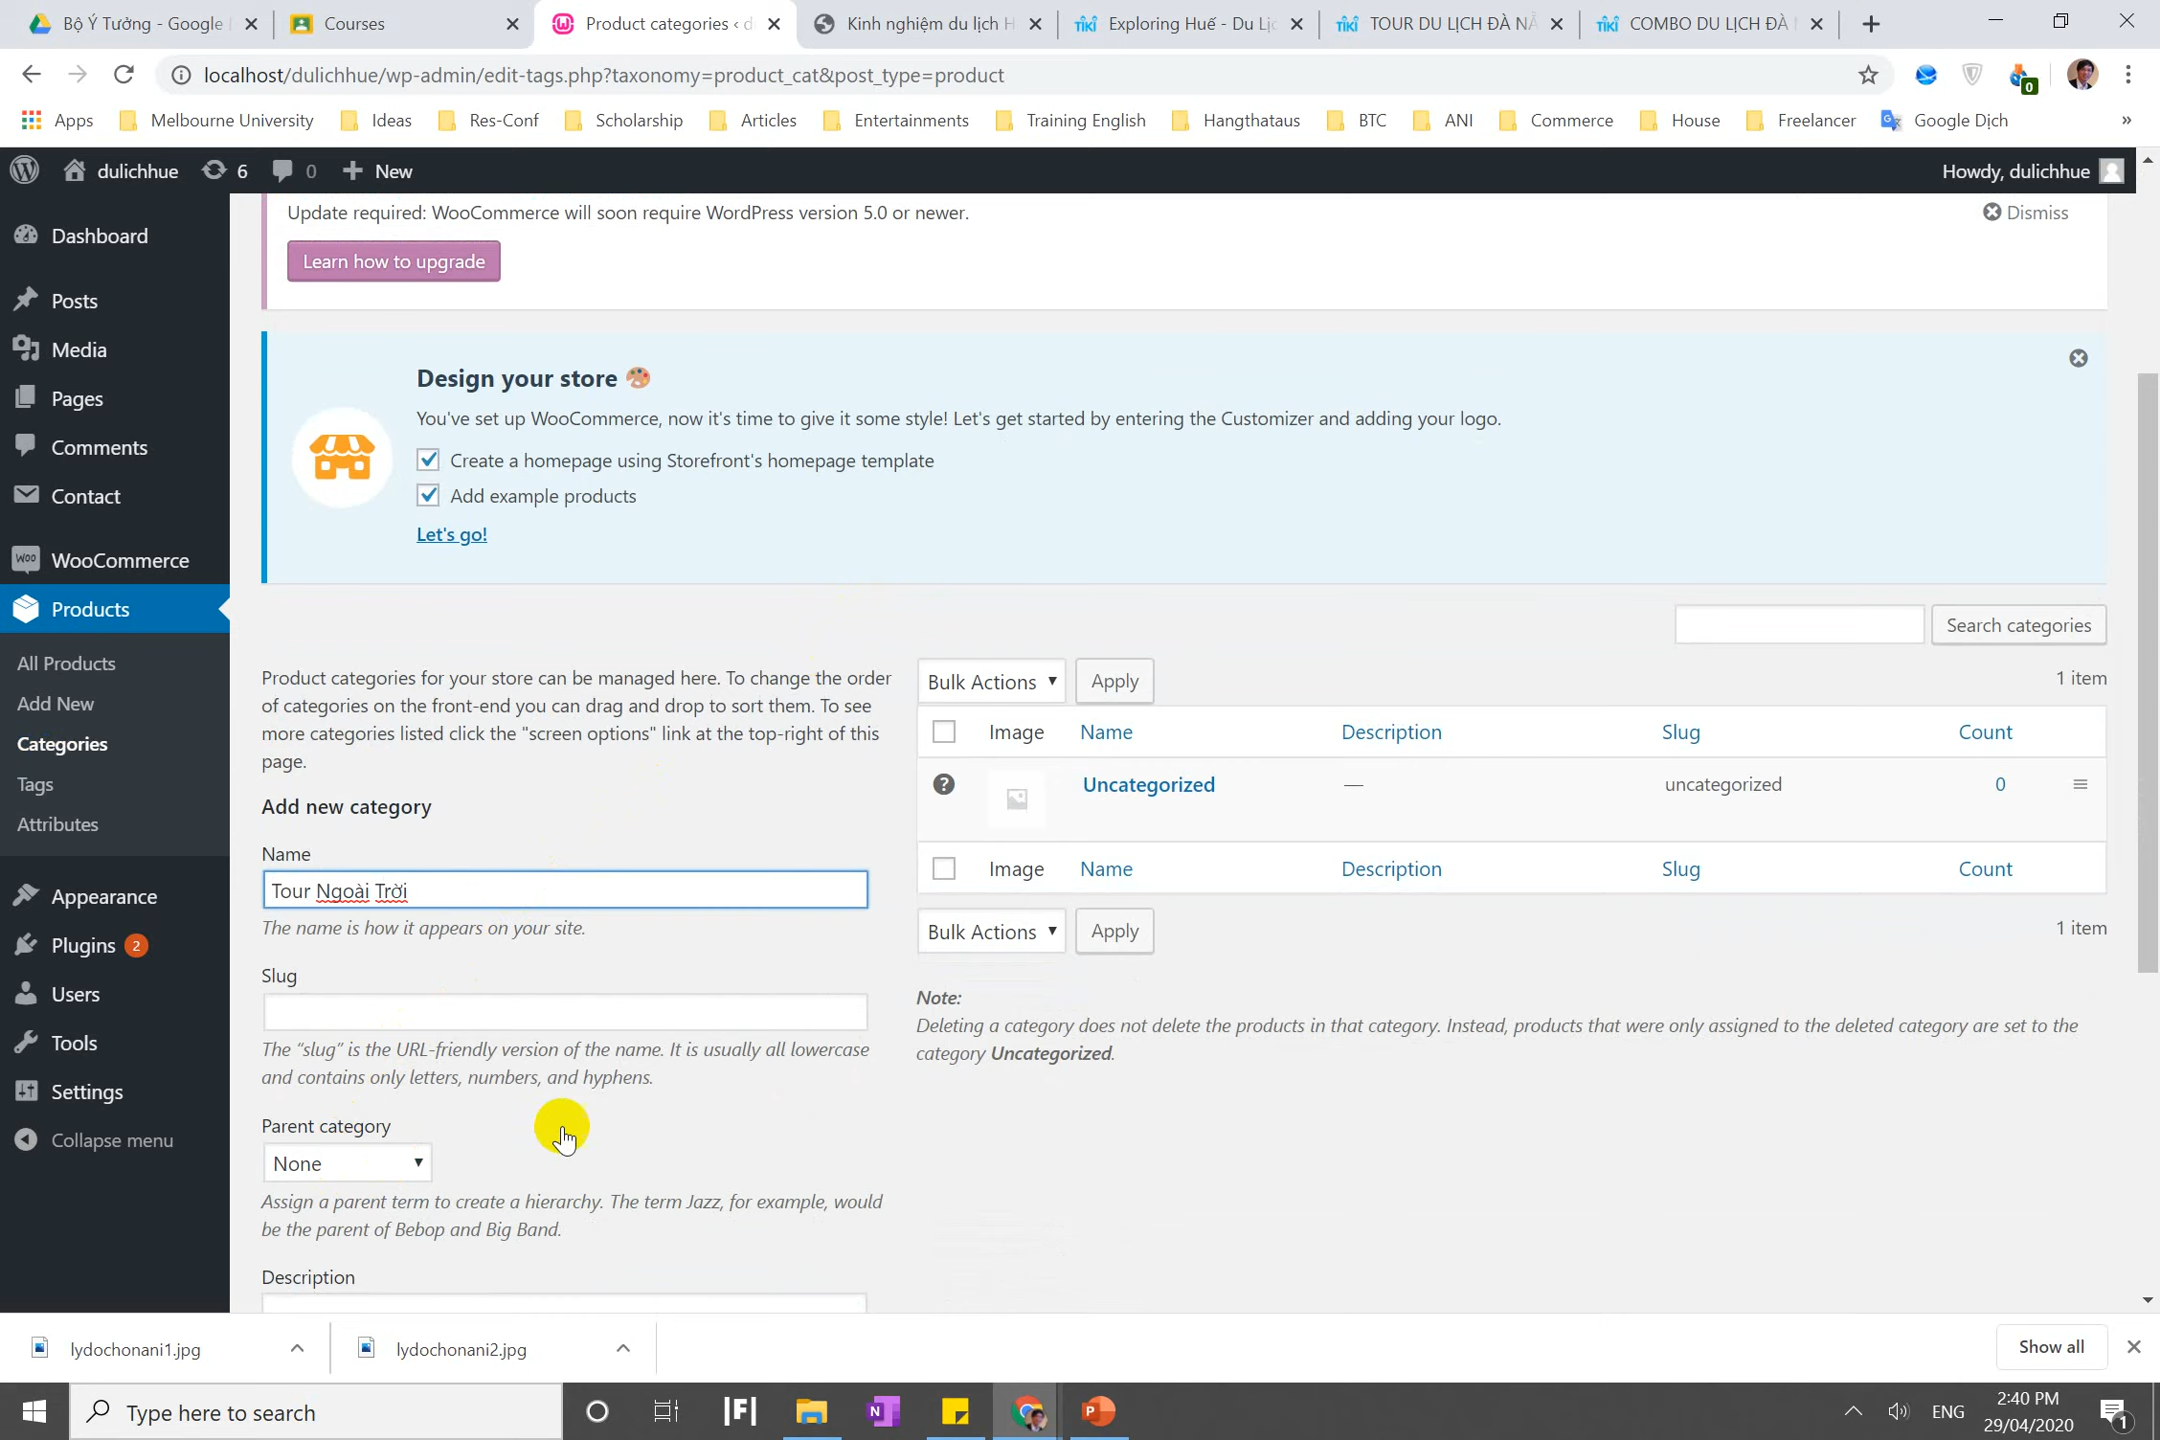 Bộ Ý Tưởng - Google
Courses
Product categories ‹ d
Kinh nghiệm du lịch H
Exploring Huế - Du Lị
TOUR DU LỊCH ĐÀ NẴ
COMBO DU LỊCH ĐÀ
localhost/dulichhue/wp-admin/edit-tags.php?taxonomy=product_cat&post_type=product
0
Apps
Melbourne University
Ideas
Res-Conf
Scholarship
Articles
Entertainments
Training English
Hangthataus
BTC
ANI
Commerce
House
Freelancer
Google Dịch
»
dulichhue
6
0
New
Howdy, dulichhue
Update required: WooCommerce will soon require WordPress version 5.0 or newer.
Dismiss
Learn how to upgrade
Dashboard
Posts
Media
Pages
Comments
Contact
WooCommerce
Products
All Products
Add New
Categories
Tags
Attributes
Appearance
Plugins 2
Users
Tools
Settings
Collapse menu
Design your store
You've set up WooCommerce, now it's time to give it some style! Let's get started by entering the Customizer and adding your logo.
Create a homepage using Storefront's homepage template
Add example products
Let's go!
Search categories
Product categories for your store can be managed here. To change the order
of categories on the front-end you can drag and drop to sort them. To see
more categories listed click the "screen options" link at the top-right of this
page.
Add new category
Name
Tour Ngoài Trời
The name is how it appears on your site.
Slug
The “slug” is the URL-friendly version of the name. It is usually all lowercase
and contains only letters, numbers, and hyphens.
Parent category
None
Assign a parent term to create a hierarchy. The term Jazz, for example, would
be the parent of Bebop and Big Band.
Description
Bulk Actions
Apply
1 item
Image
Name
Description
Slug
Count
Uncategorized
—
uncategorized
0
Image
Name
Description
Slug
Count
Bulk Actions
Apply
1 item
Note:
Deleting a category does not delete the products in that category. Instead, products that were only assigned to the deleted category are set to the
category Uncategorized.
lydochonani1.jpg
lydochonani2.jpg
Show all
Type here to search
ENG
2:40 PM
29/04/2020
1